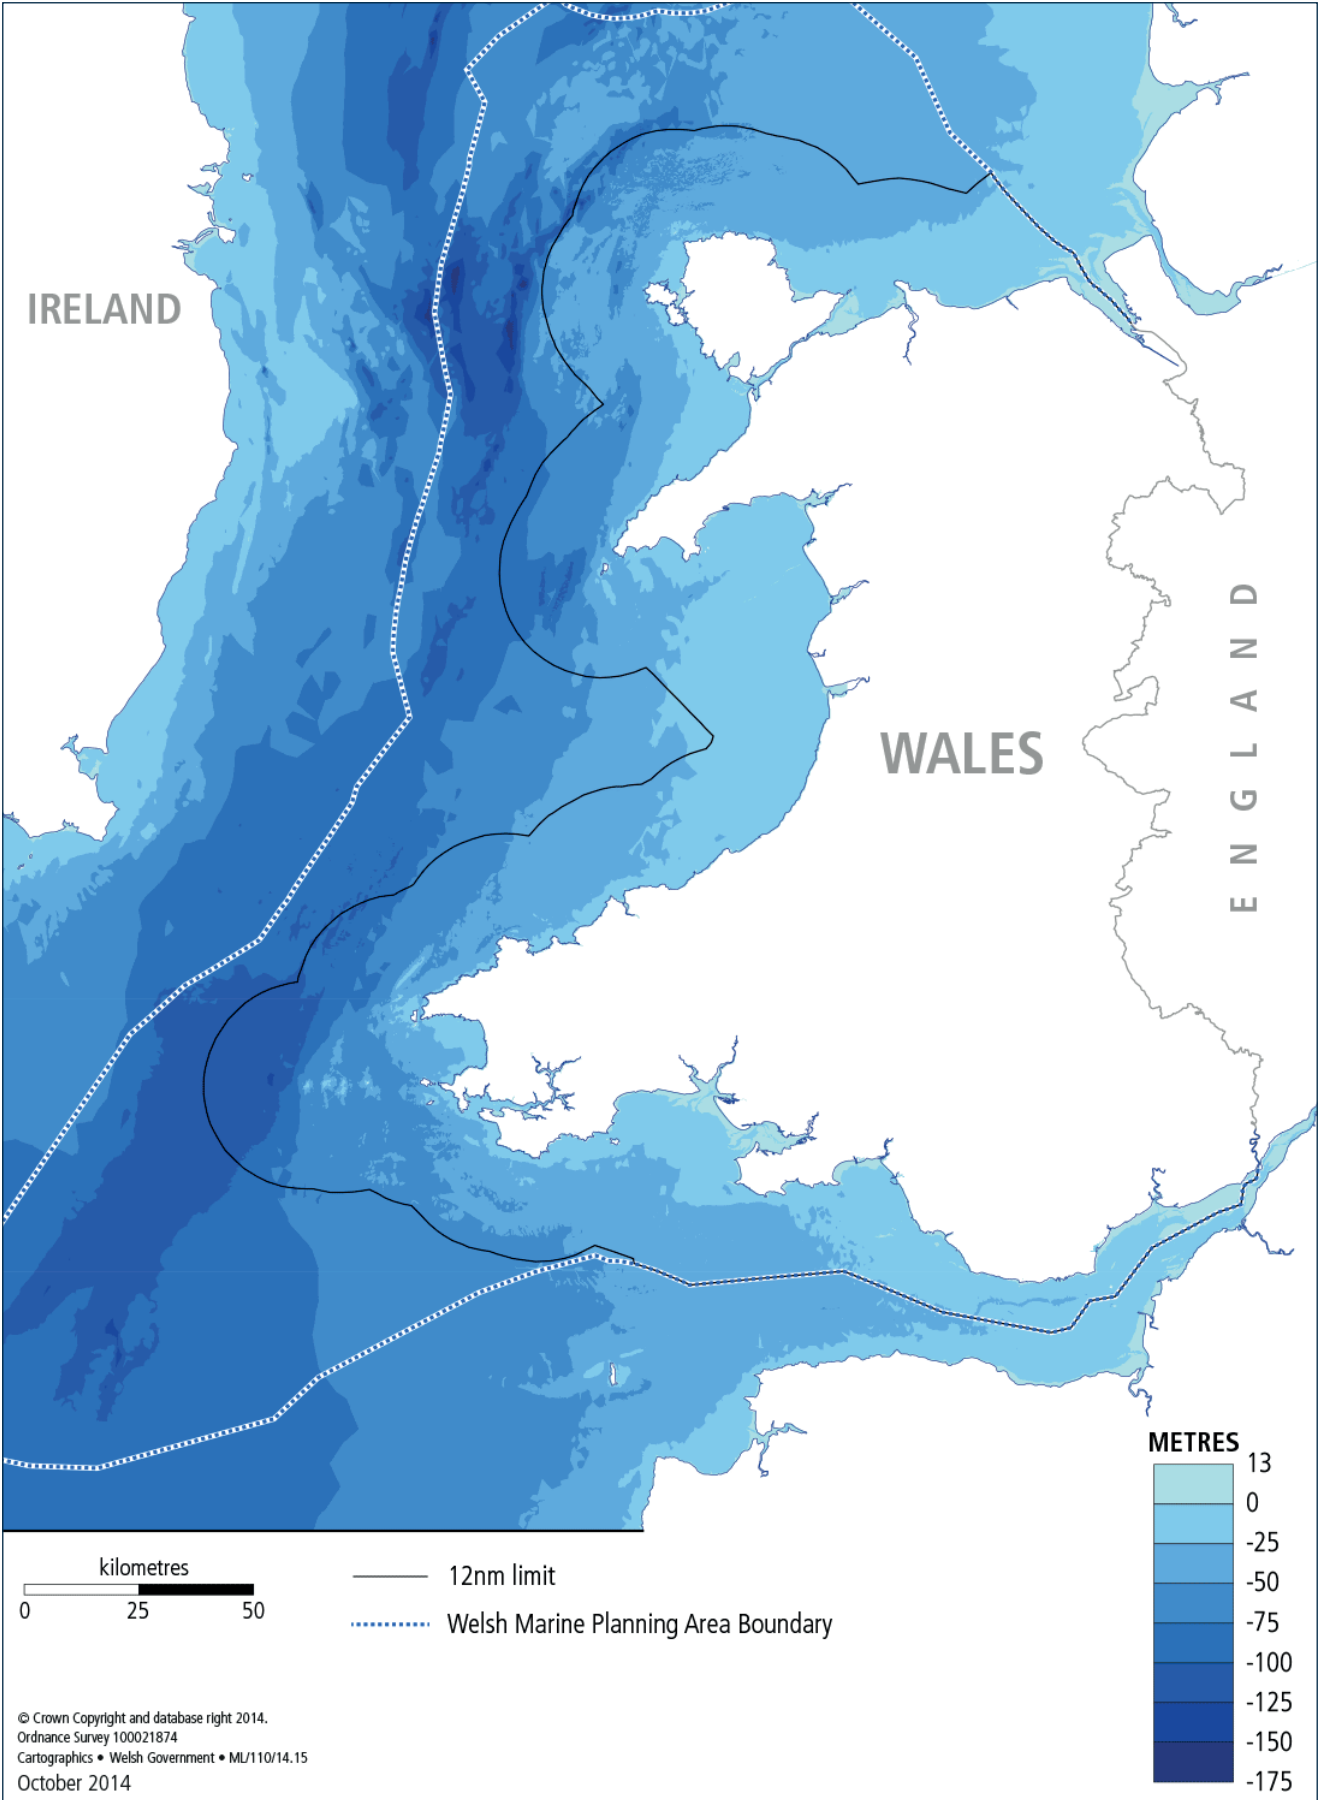 IRELAND
WALES
ENGLAND
METRES
13
0
-25
-50
-75
-100
-125
-150
-175
kilometres
0 25 50
12nm limit
Welsh Marine Planning Area Boundary
© Crown Copyright and database right 2014.
Ordnance Survey 100021874
Cartographics • Welsh Government • ML/110/14.15
October 2014